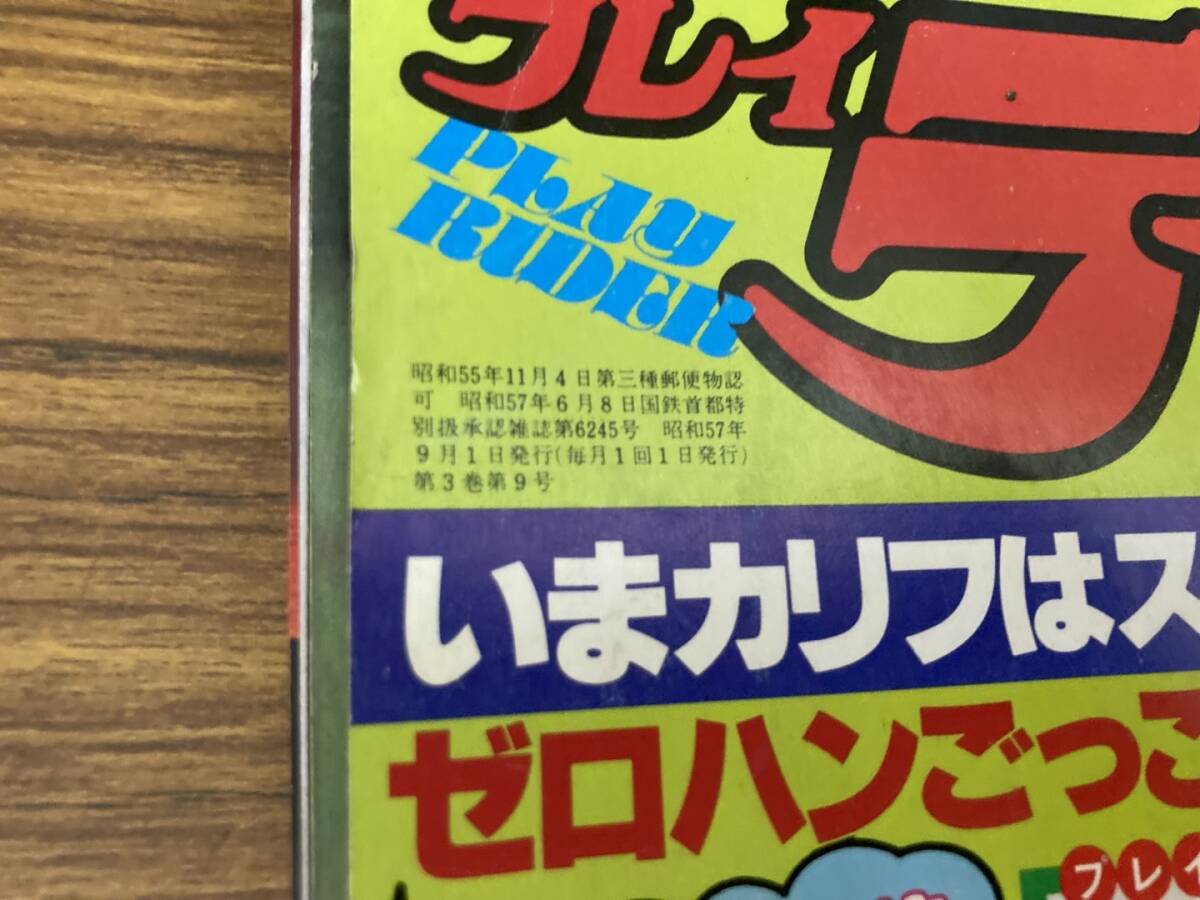 プレイラ
PLAY
RIDER
昭和55年11月4日第三種郵便物認
可　昭和57年6月8日国鉄首都特
別扱承認雑誌第6245号　昭和57年
9月1日発行(毎月1回1日発行)
第3巻第9号
いまカリフはス
ゼロハンごっこ
プレイ